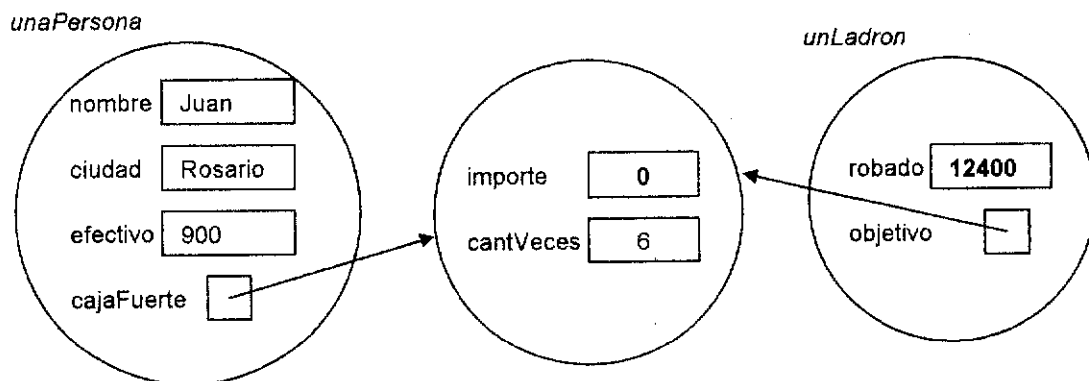 unaPersona
nombre Juan
ciudad Rosario
efectivo 900
cajaFuerte
importe 0
cantVeces 6
unLadron
robado 12400
objetivo